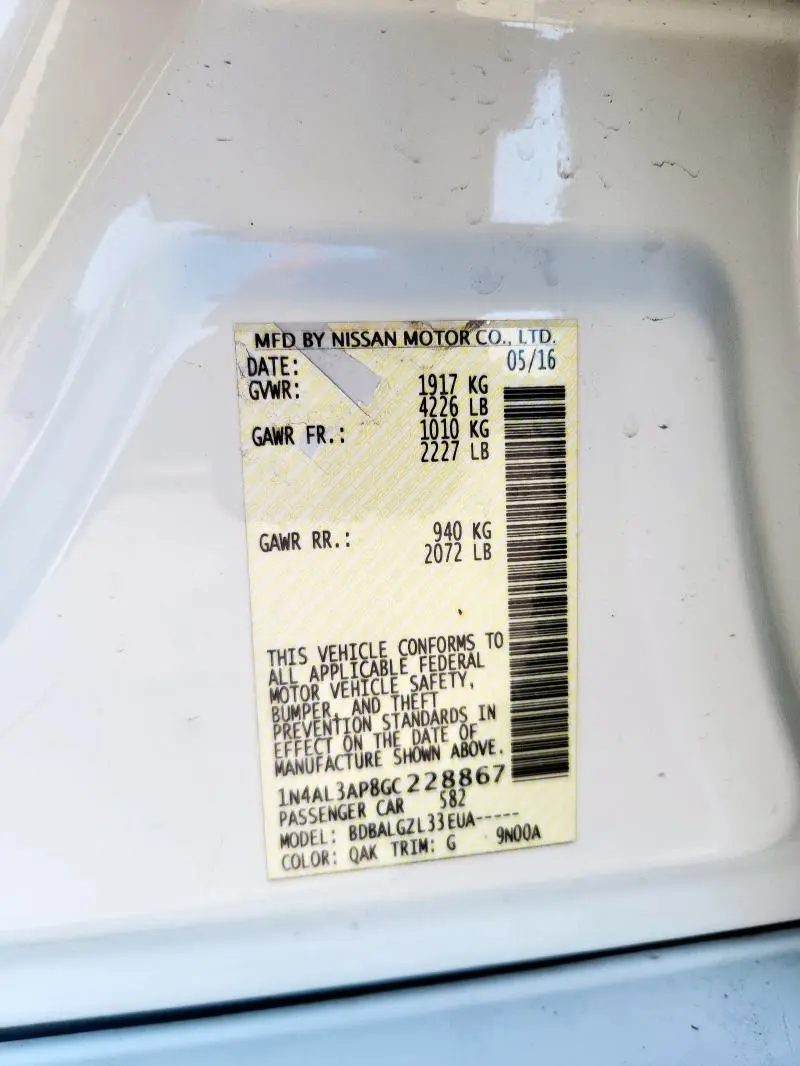 MFD BY NISSAN MOTOR CO., LTD.
DATE: 05/16
GVWR: 1917 KG
4226 LB
GAWR FR.: 1010 KG
2227 LB
GAWR RR.: 940 KG
2072 LB
THIS VEHICLE CONFORMS TO
ALL APPLICABLE FEDERAL
MOTOR VEHICLE SAFETY,
BUMPER, AND THEFT
PREVENTION STANDARDS IN
EFFECT ON THE DATE OF
MANUFACTURE SHOWN ABOVE.
1N4AL3AP8GC228867
PASSENGER CAR 582
MODEL: BDBALGZL33EUA-----
COLOR: QAK TRIM: G 9N00A